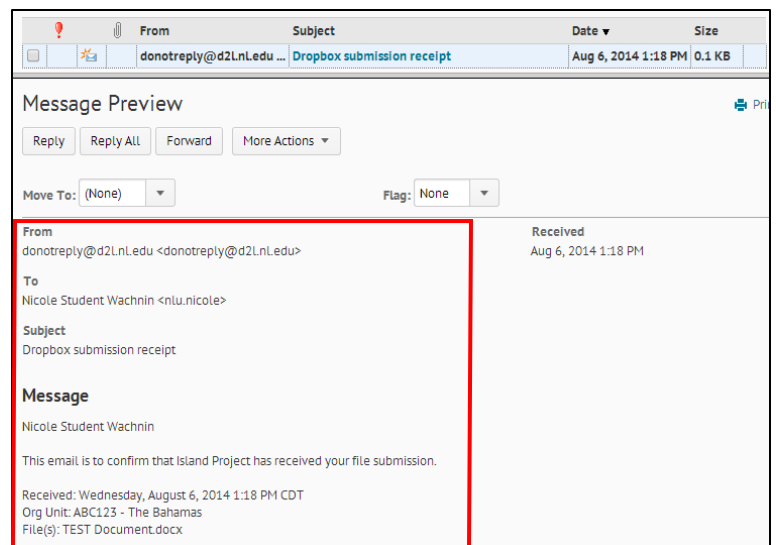 From Subject Date ▼ Size
donotreply@d2l.nl.edu ... Dropbox submission receipt Aug 6, 2014 1:18 PM 0.1 KB
Message Preview
Reply Reply All Forward More Actions
Move To: (None) Flag: None
From Received
donotreply@d2l.nl.edu <donotreply@d2l.nl.edu> Aug 6, 2014 1:18 PM
To
Nicole Student Wachnin <nlu.nicole>
Subject
Dropbox submission receipt
Message
Nicole Student Wachnin
This email is to confirm that Island Project has received your file submission.
Received: Wednesday, August 6, 2014 1:18 PM CDT
Org Unit: ABC123 - The Bahamas
File(s): TEST Document.docx